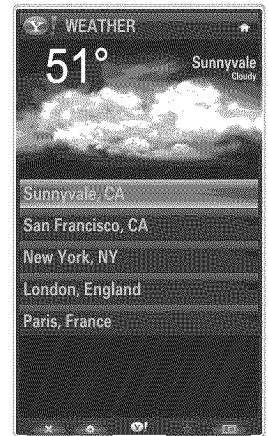 Y! WEATHER
51°
Sunnyvale
Cloudy
Sunnyvale, CA
San Francisco, CA
New York, NY
London, England
Paris, France
Y!